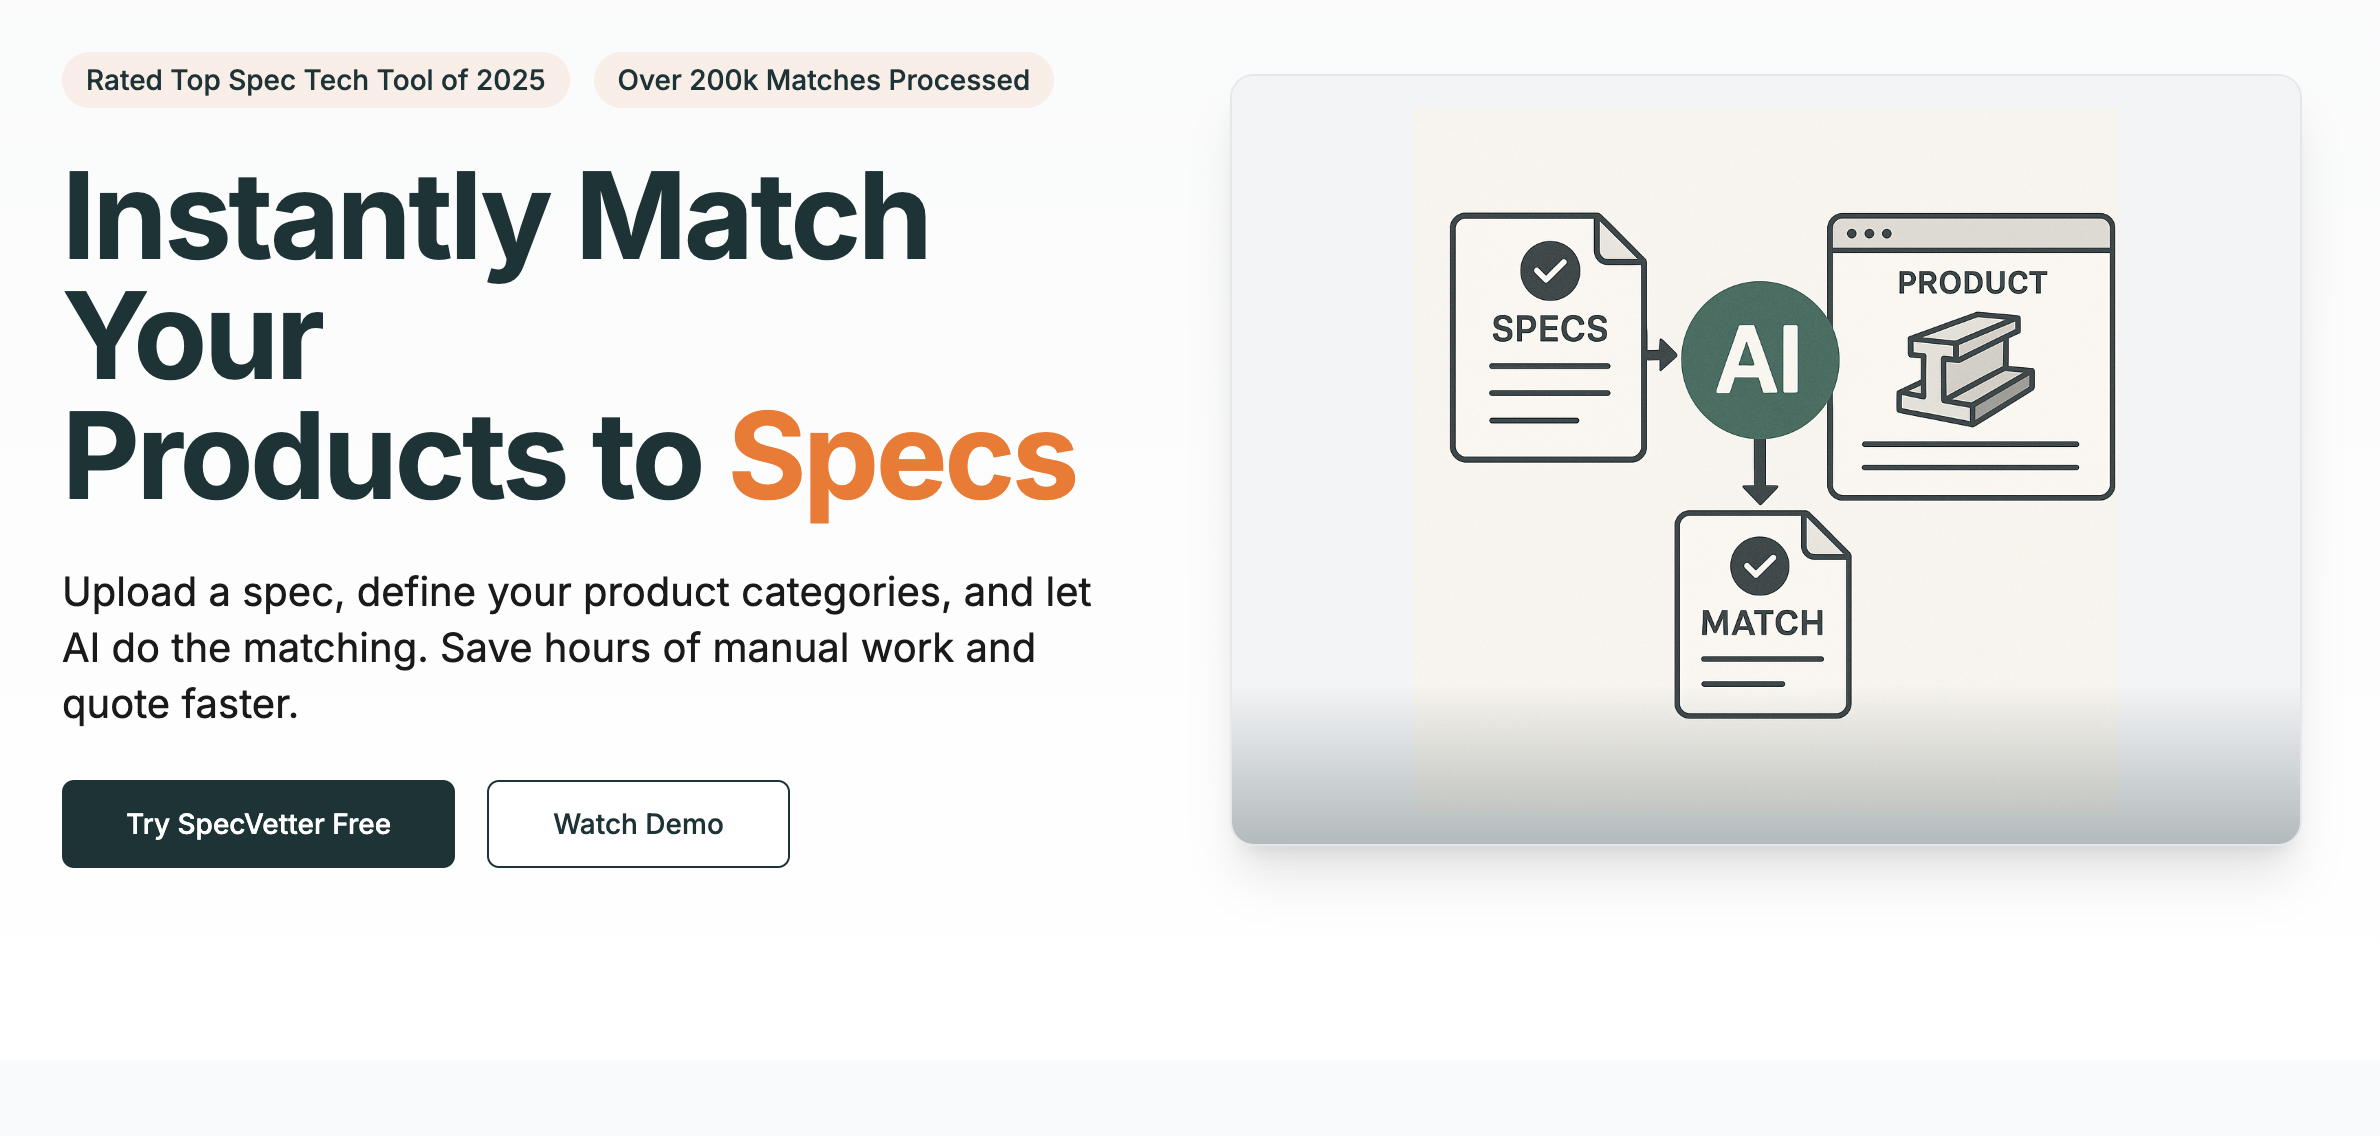 Rated Top Spec Tech Tool of 2025
Over 200k Matches Processed
Instantly Match
Your
Products to Specs
Upload a spec, define your product categories, and let
AI do the matching. Save hours of manual work and
quote faster.
Try SpecVetter Free
Watch Demo
SPECS
AI
PRODUCT
MATCH